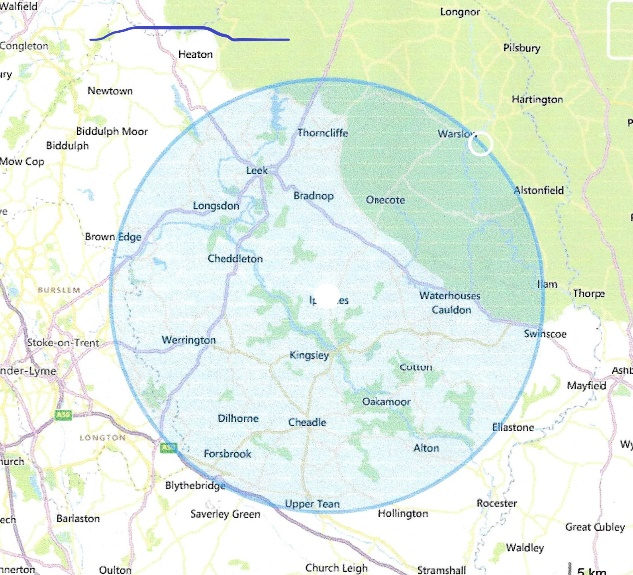 Walfield
Longnor
Congleton
Heaton
Pilsbury
Newtown
Hartington
Biddulph Moor
Thorncliffe
Biddulph
Mow Cop
Leek
Bradnop
Alstonfield
Longsdon
Onecote
Brown Edge
Cheddleton
Ilam
Thorpe
BURSLEM
Waterhouses
Cauldon
Swinscoe
Stoke-on-Trent
Werrington
Kingsley
nder-Lyme
Cotton
Mayfield
Oakamoor
Dilhorne
Cheadle
Ellastone
A50
LONGTON
Alton
Forsbrook
Blythebridge
Upper Tean
Rocester
Saverley Green
Hollington
Barlaston
Great Cubley
Waldley
Oulton
Church Leigh
Stramshall
5 km